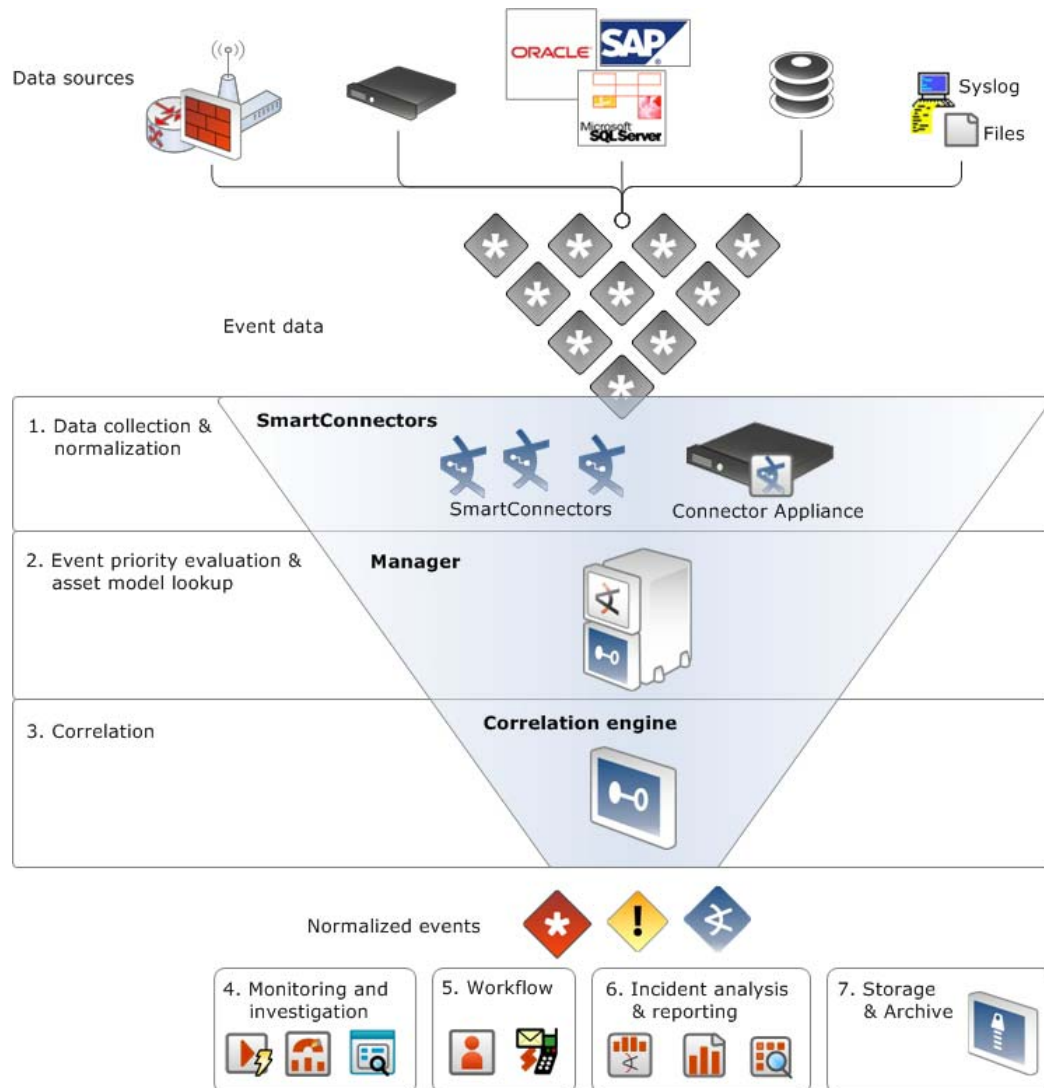 ORACLE®
SAP®
Data sources
Syslog
Microsoft
SQL Server
Files
Event data
1. Data collection &
normalization
SmartConnectors
SmartConnectors
Connector Appliance
2. Event priority evaluation &
asset model lookup
Manager
3. Correlation
Correlation engine
Normalized events
4. Monitoring and
investigation
5. Workflow
6. Incident analysis
& reporting
7. Storage
& Archive